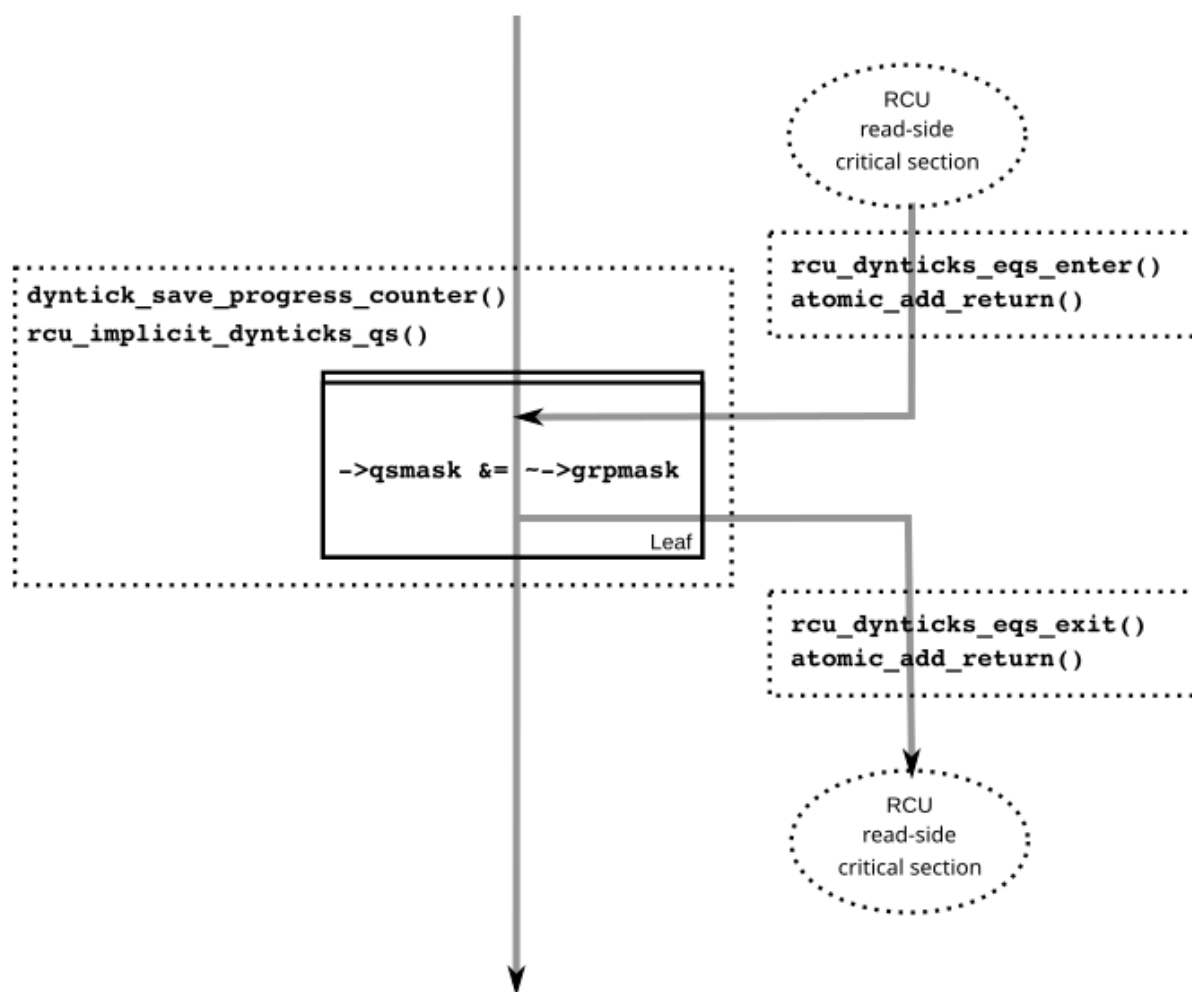 RCU
read-side
critical section
rcu_dynticks_eqs_enter()
atomic_add_return()
dyntick_save_progress_counter()
rcu_implicit_dynticks_qs()
->qsmask &= ~->grpmask
Leaf
rcu_dynticks_eqs_exit()
atomic_add_return()
RCU
read-side
critical section